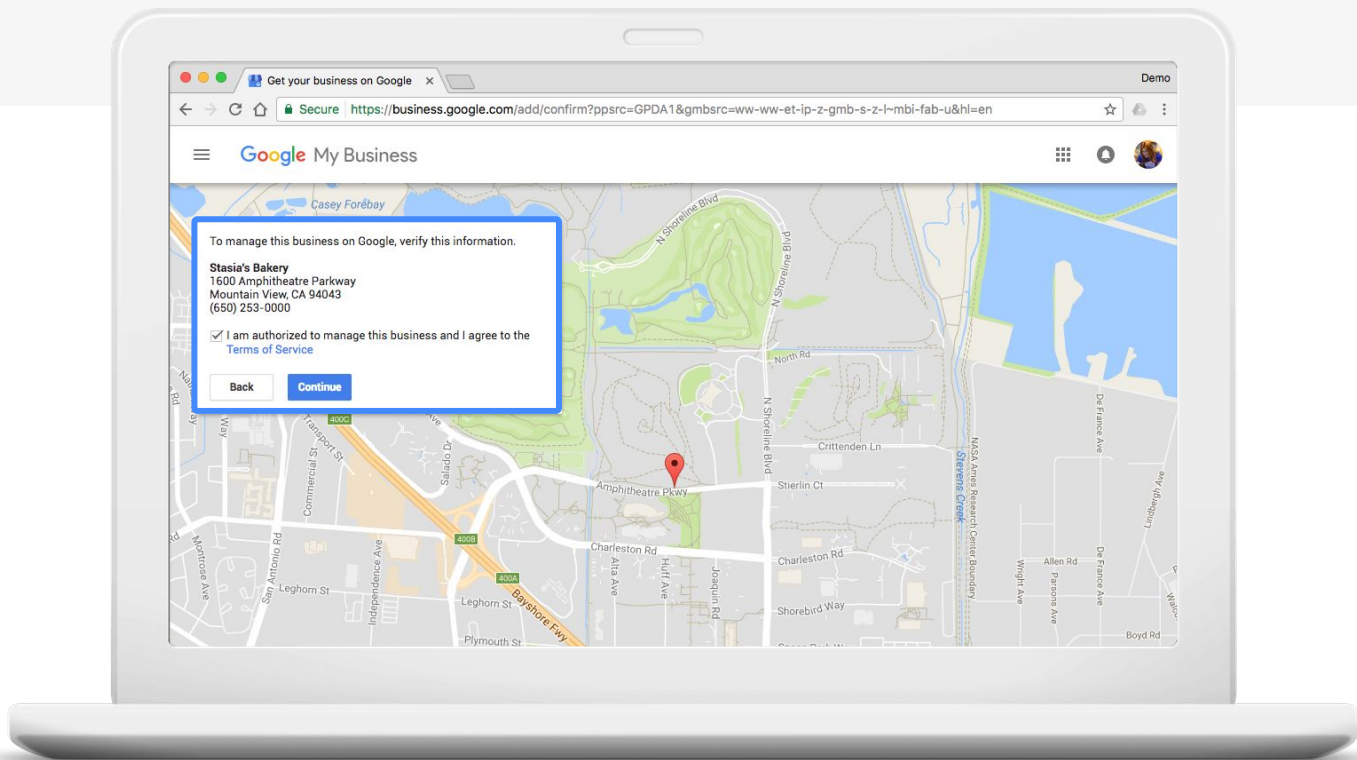 Get your business on Google
Demo
Secure https://business.google.com/add/confirm?ppsrc=GPDA1&gmbsrc=ww-ww-et-ip-z-gmb-s-z-l~mbi-fab-u&hl=en
Google My Business
Casey Forebay
To manage this business on Google, verify this information.
Stasia's Bakery
1600 Amphitheatre Parkway
Mountain View, CA 94043
(650) 253-0000
I am authorized to manage this business and I agree to the
Terms of Service
Back
Continue
N Shoreline Blvd
N Shoreline Blvd
North Rd
N Shoreline Blvd
Crittenden Ln
Stierlin Ct
Amphitheatre Pkwy
Charleston Rd
Charleston Rd
Shorebird Way
Alta Ave
Huff Ave
Joaquin Rd
Salado Dr
400C
Transport St
Commercial St
Way
Rd
San Antonio Rd
Independence Ave
Montrose Ave
Leghorn St
Leghorn St
400B
400A
Bayshore Fwy
Plymouth St
NASA Ames Research Center Boundary
Stevens Creek
De France Ave
De France Ave
Lindbergh Ave
Allen Rd
Wright Ave
Parsons Ave
Boyd Rd